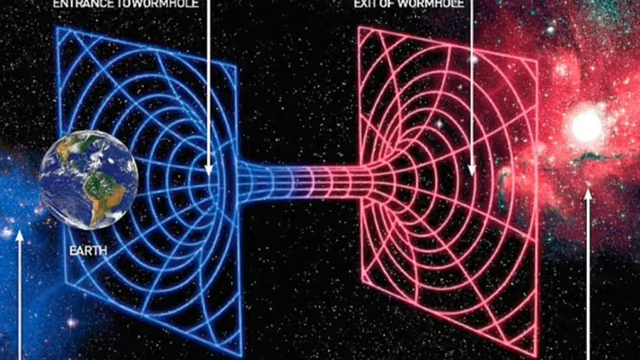 ENTRANCE TO WORMHOLE
EXIT OF WORMHOLE
EARTH